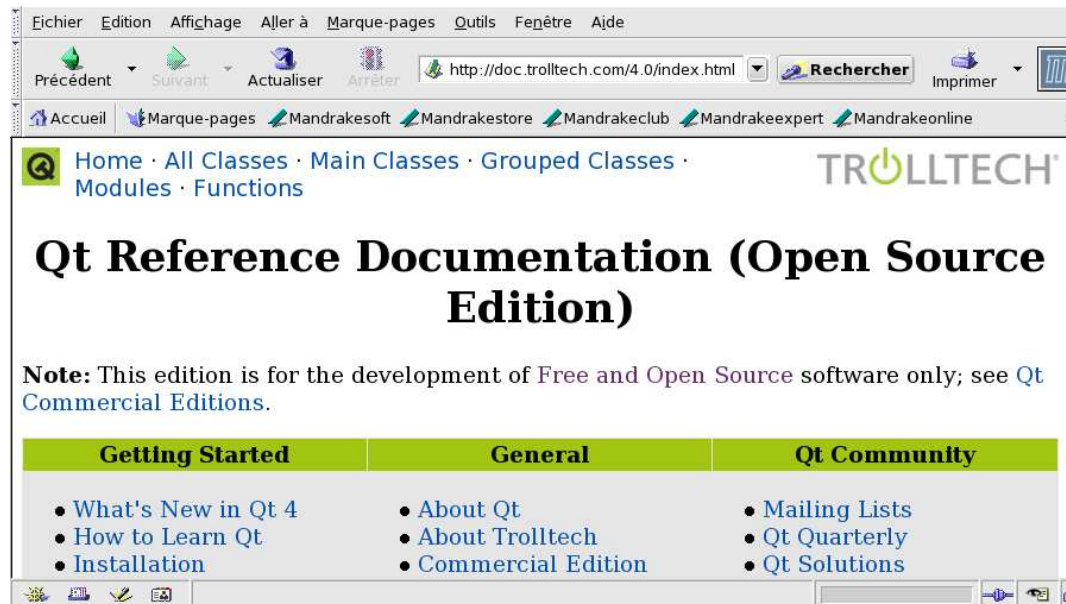 Fichier Edition Affichage Aller à Marque-pages Outils Fenêtre Aide
Précédent Suivant Actualiser Arrêter http://doc.trolltech.com/4.0/index.html Rechercher Imprimer
Accueil Marque-pages Mandrakesoft Mandrakestore Mandrakeclub Mandrakeexpert Mandrakeonline
Home · All Classes · Main Classes · Grouped Classes ·
Modules · Functions
TROLLTECH
Qt Reference Documentation (Open Source
Edition)
Note: This edition is for the development of Free and Open Source software only; see Qt
Commercial Editions.
Getting Started General Qt Community
• What's New in Qt 4 • About Qt • Mailing Lists
• How to Learn Qt • About Trolltech • Qt Quarterly
• Installation • Commercial Edition • Qt Solutions